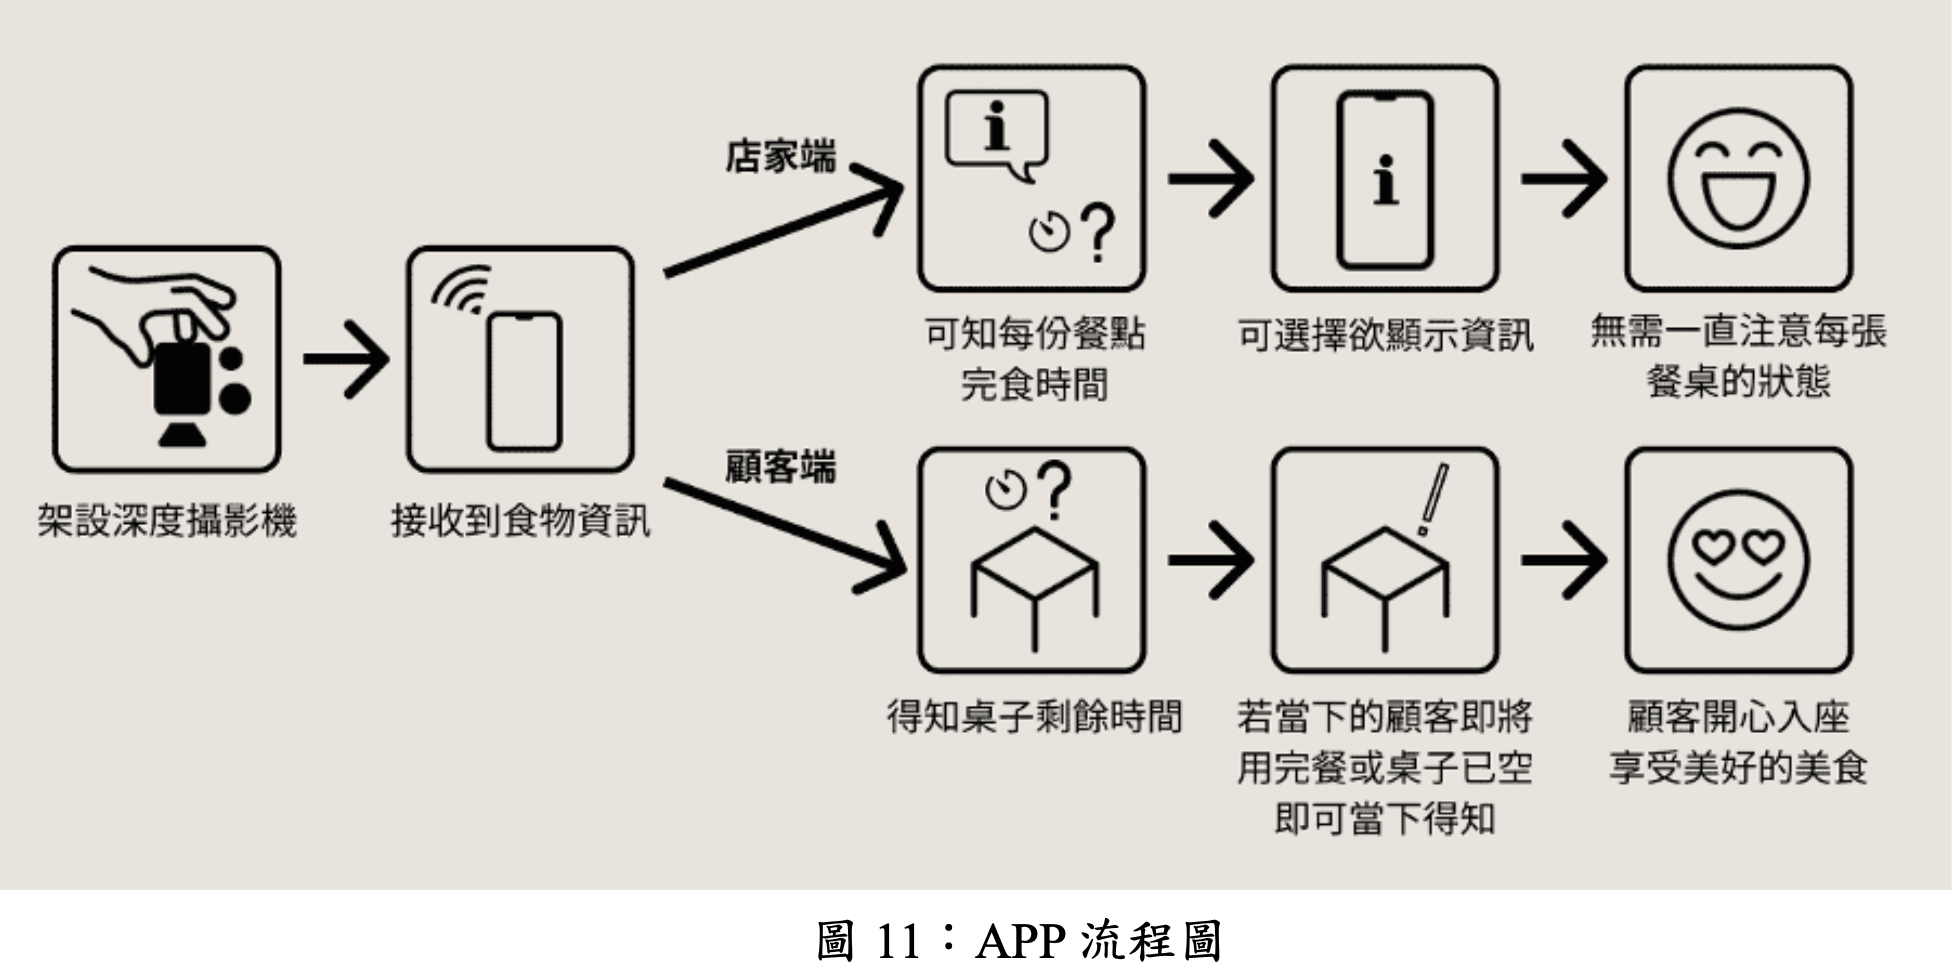 架設深度攝影機
接收到食物資訊
店家端
i
?
可知每份餐點
完食時間
i
可選擇欲顯示資訊
無需一直注意每張
餐桌的狀態
顧客端
?
得知桌子剩餘時間
!
若當下的顧客即將
用完餐或桌子已空
即可當下得知
顧客開心入座
享受美好的美食
圖 11：APP 流程圖